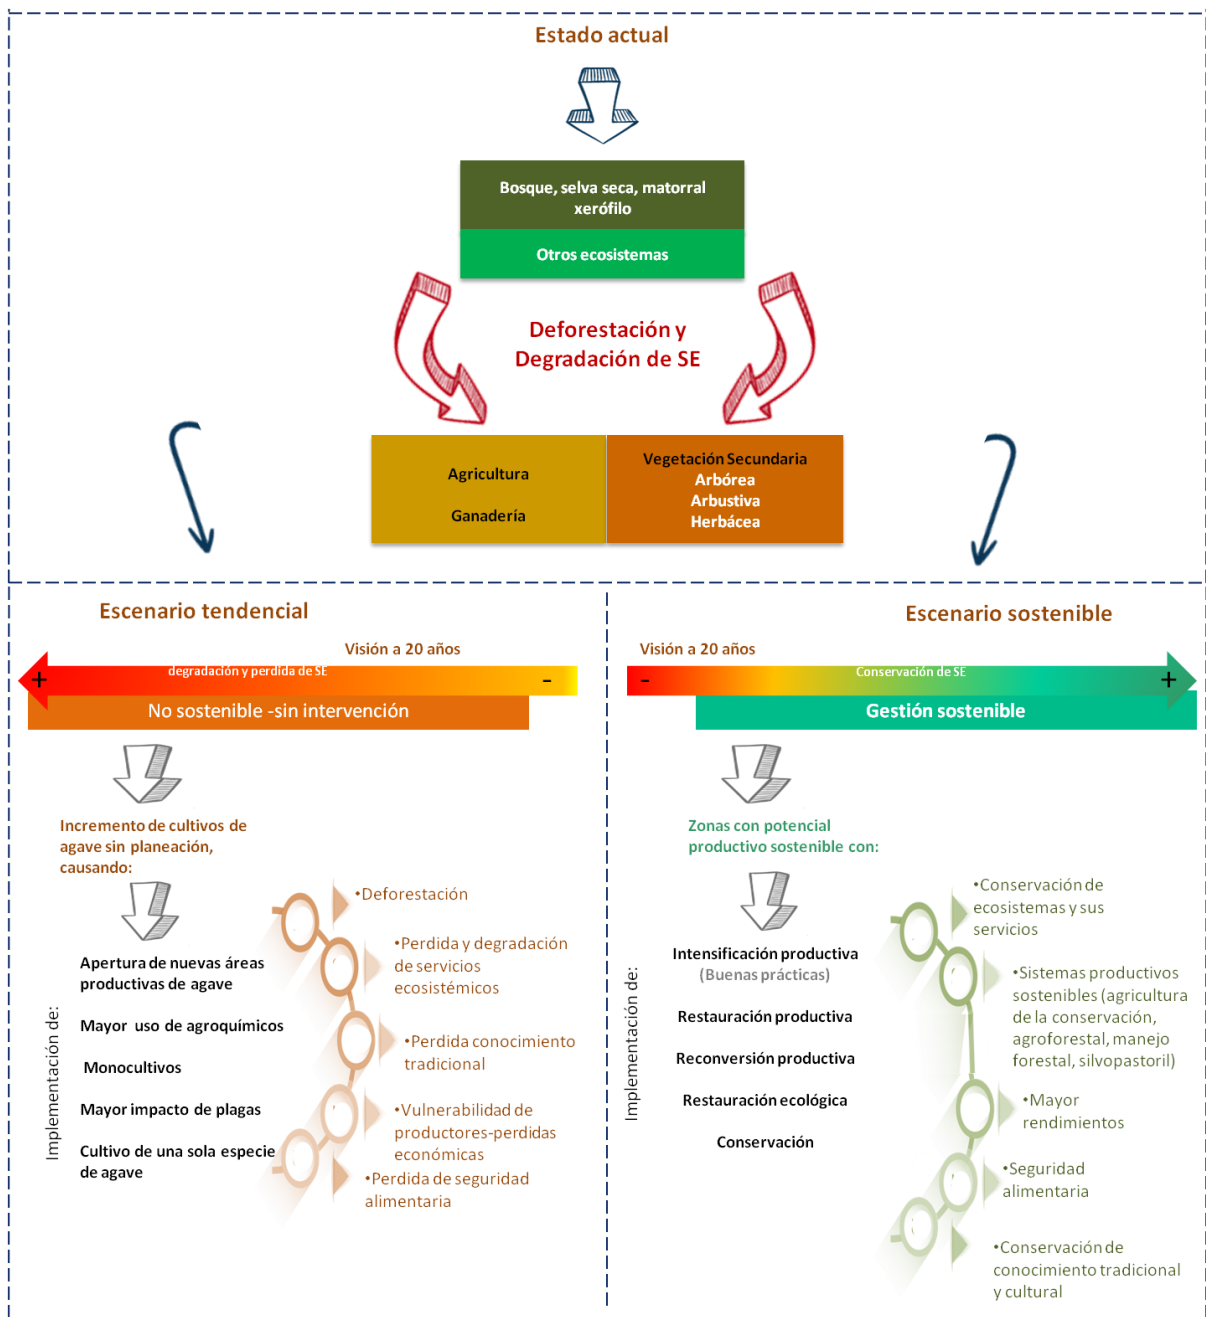 Estado actual
Bosque, selva seca, matorral
xerófilo
Otros ecosistemas
Deforestación y
Degradación de SE
Agricultura
Ganadería
Vegetación Secundaria
Arbórea
Arbustiva
Herbácea
Escenario tendencial
Visión a 20 años
+
degradación y perdida de SE
-
No sostenible -sin intervención
Incremento de cultivos de
agave sin planeación,
causando:
Implementación de:
Apertura de nuevas áreas
productivas de agave
Mayor uso de agroquímicos
Monocultivos
Mayor impacto de plagas
Cultivo de una sola especie
de agave
•Deforestación
•Perdida y degradación
de servicios
ecosistémicos
•Perdida conocimiento
tradicional
•Vulnerabilidad de
productores-perdidas
económicas
•Perdida de seguridad
alimentaria
Escenario sostenible
Visión a 20 años
-
Conservación de SE
+
Gestión sostenible
Zonas con potencial
productivo sostenible con:
Implementación de:
Intensificación productiva
(Buenas prácticas)
Restauración productiva
Reconversión productiva
Restauración ecológica
Conservación
•Conservación de
ecosistemas y sus
servicios
•Sistemas productivos
sostenibles (agricultura
de la conservación,
agroforestal, manejo
forestal, silvopastoril)
•Mayor
rendimientos
•Seguridad
alimentaria
•Conservación de
conocimiento tradicional
y cultural